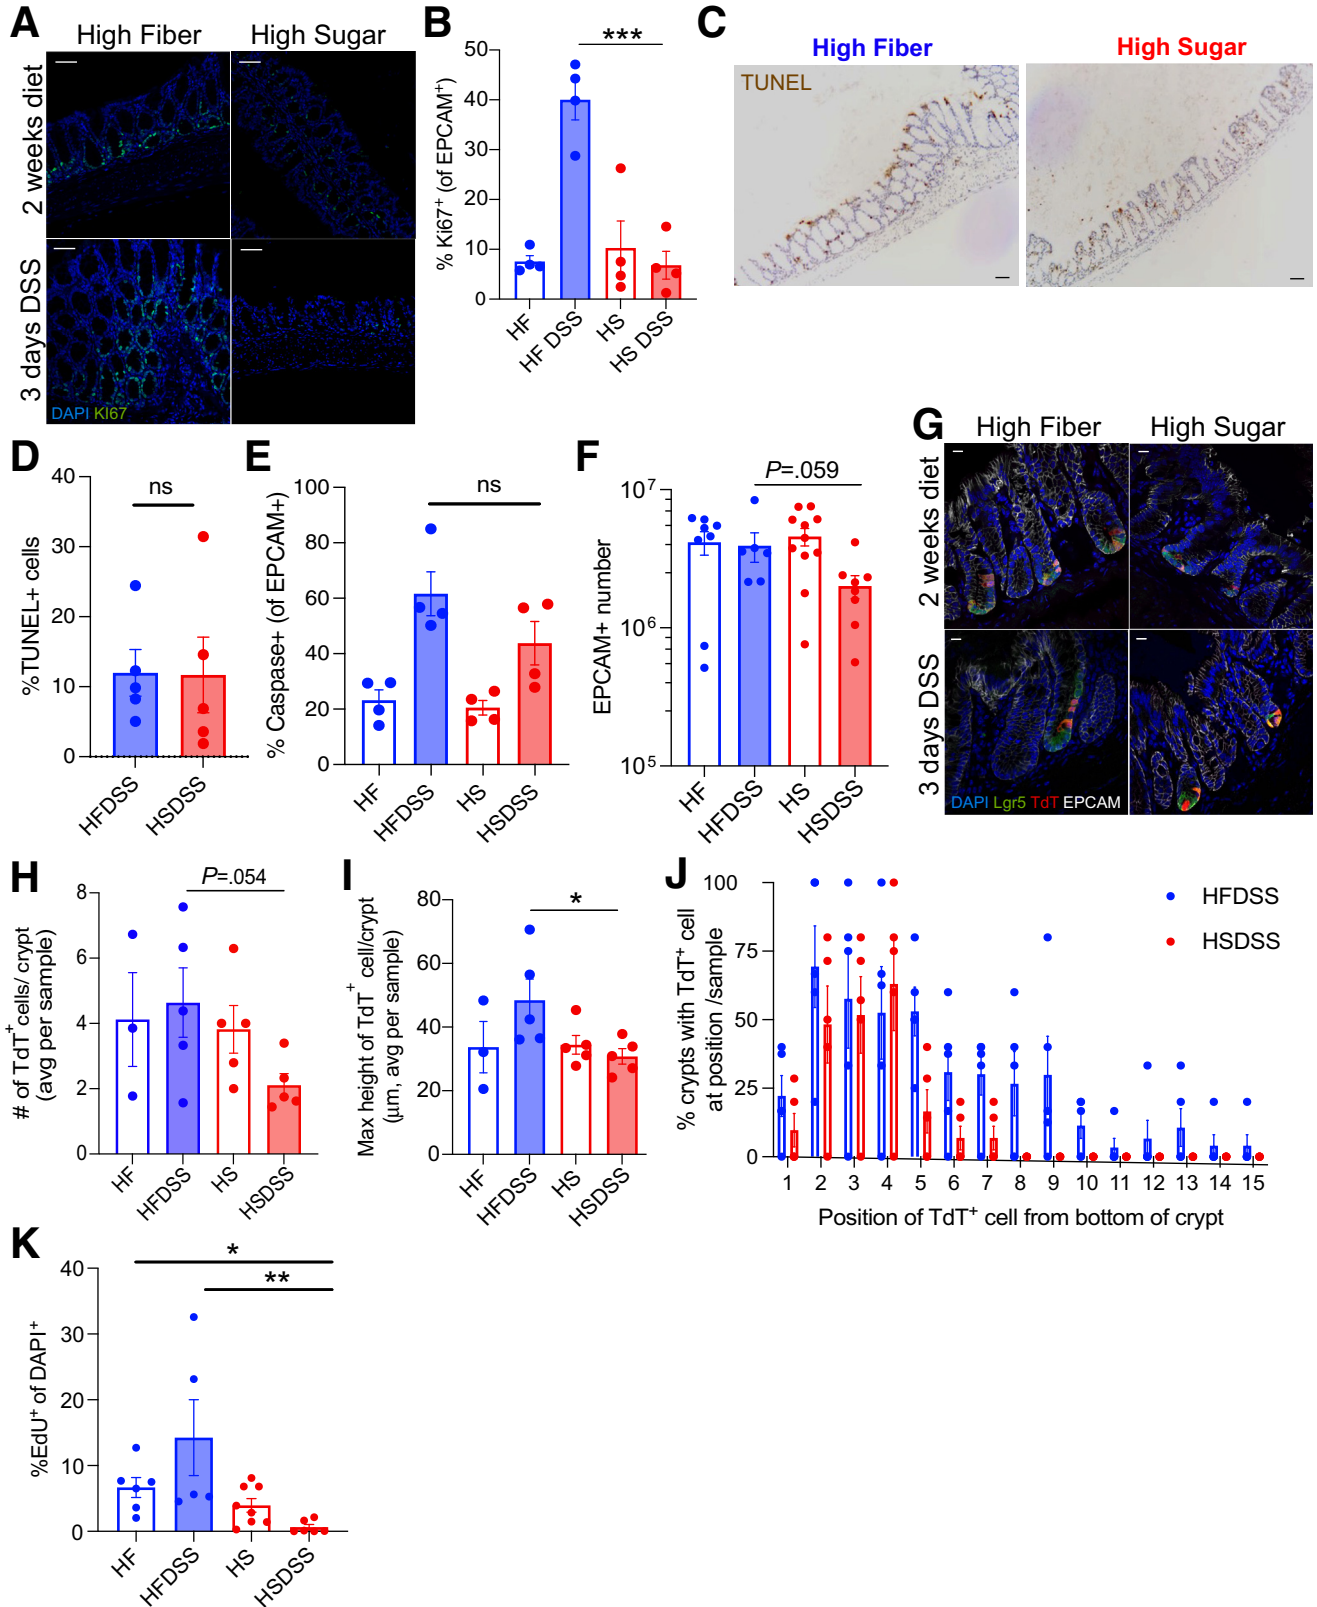 A
High Fiber
High Sugar
2 weeks diet
3 days DSS
DAPI KI67
B
***
% Ki67+ (of EPCAM+)
50
40
30
20
10
0
HF
HF DSS
HS
HS DSS
C
High Fiber
High Sugar
TUNEL
D
ns
%TUNEL+ cells
40
30
20
10
0
HFDSS
HSDSS
E
ns
% Caspase+ (of EPCAM+)
100
80
60
40
20
0
HF
HFDSS
HS
HSDSS
F
P=.059
EPCAM+ number
10^7
10^6
10^5
HF
HFDSS
HS
HSDSS
G
High Fiber
High Sugar
2 weeks diet
3 days DSS
DAPI Lgr5 TdT EPCAM
H
P=.054
# of TdT+ cells/ crypt
(avg per sample)
8
6
4
2
0
HF
HFDSS
HS
HSDSS
I
*
Max height of TdT+ cell/crypt
(µm, avg per sample)
80
60
40
20
0
HF
HFDSS
HS
HSDSS
J
HFDSS
HSDSS
% crypts with TdT+ cell
at position /sample
100
75
50
25
0
1 2 3 4 5 6 7 8 9 10 11 12 13 14 15
Position of TdT+ cell from bottom of crypt
K
*
**
%EdU+ of DAPI+
40
30
20
10
0
HF
HFDSS
HS
HSDSS